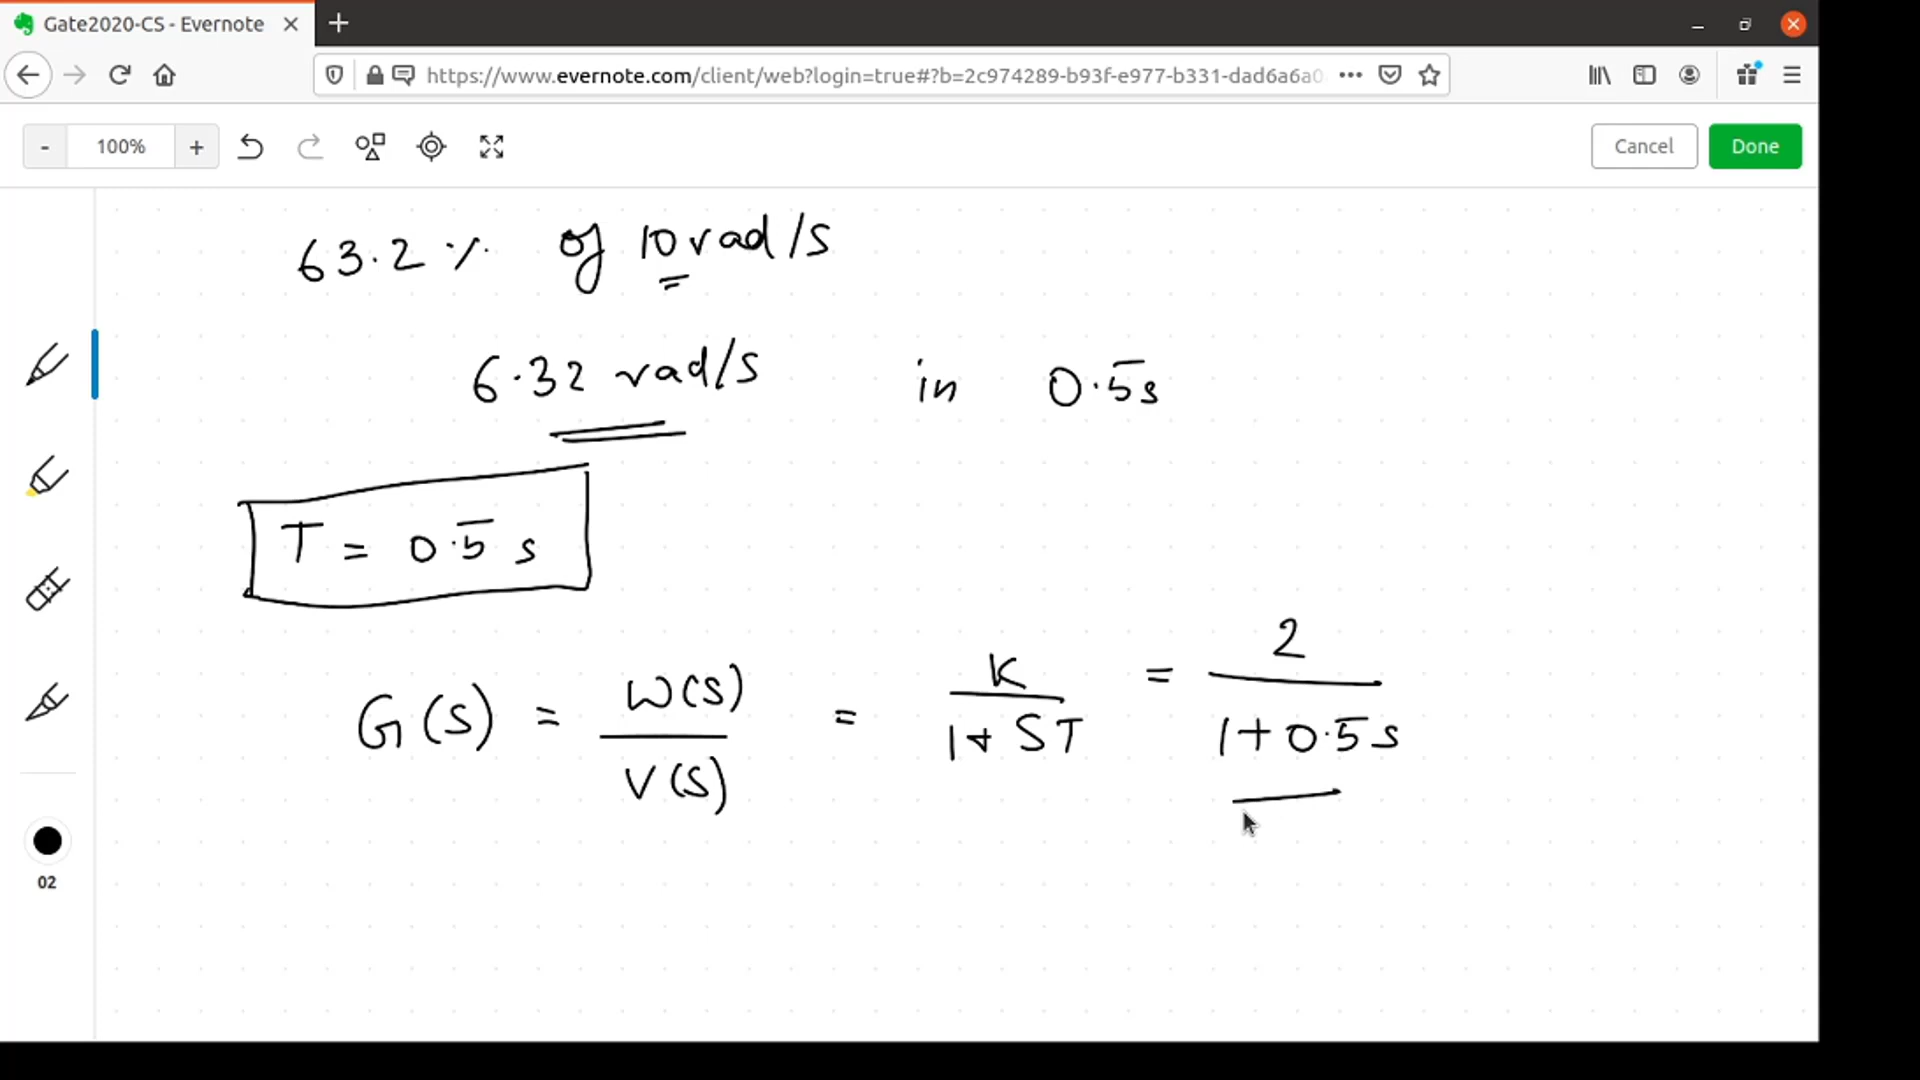 Gate2020-CS - Evernote
https://www.evernote.com/client/web?login=true#?b=2c974289-b93f-e977-b331-dad6a6a0
- 100% +
Cancel Done
63.2 % of 10 rad/s
6.32 rad/s in 0.5s
T = 0.5 s
G(s) = W(s) / V(s) = K / 1+ST = 2 / 1+0.5s
02